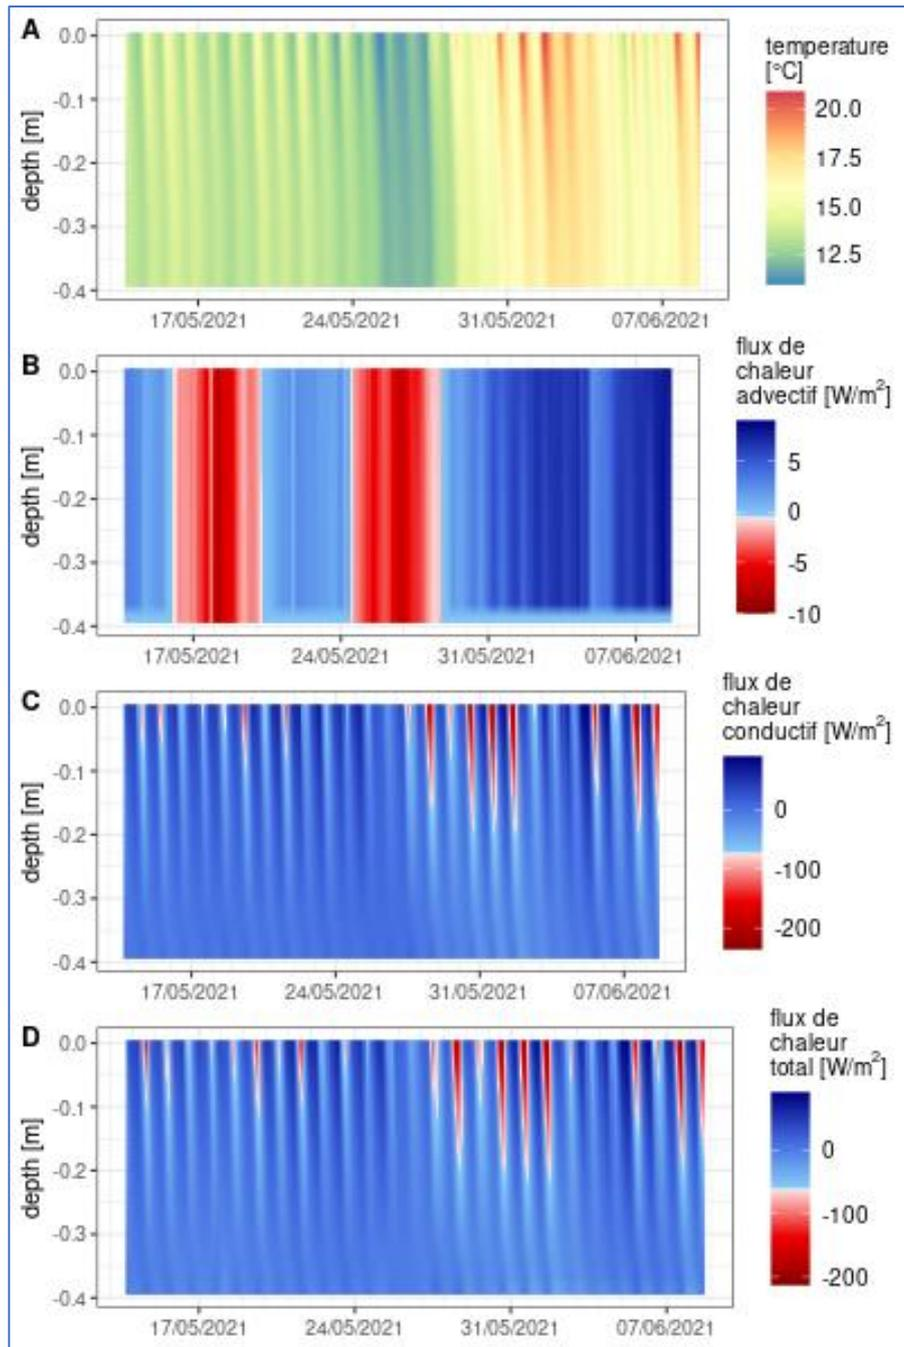 A
temperature
[°C]
depth [m]
0.0
-0.1
-0.2
-0.3
-0.4
17/05/2021 24/05/2021 31/05/2021 07/06/2021
20.0
17.5
15.0
12.5
B
flux de
chaleur
advectif [W/m²]
depth [m]
0.0
-0.1
-0.2
-0.3
-0.4
17/05/2021 24/05/2021 31/05/2021 07/06/2021
5
0
-5
-10
C
flux de
chaleur
conductif [W/m²]
depth [m]
0.0
-0.1
-0.2
-0.3
-0.4
17/05/2021 24/05/2021 31/05/2021 07/06/2021
0
-100
-200
D
flux de
chaleur
total [W/m²]
depth [m]
0.0
-0.1
-0.2
-0.3
-0.4
17/05/2021 24/05/2021 31/05/2021 07/06/2021
0
-100
-200